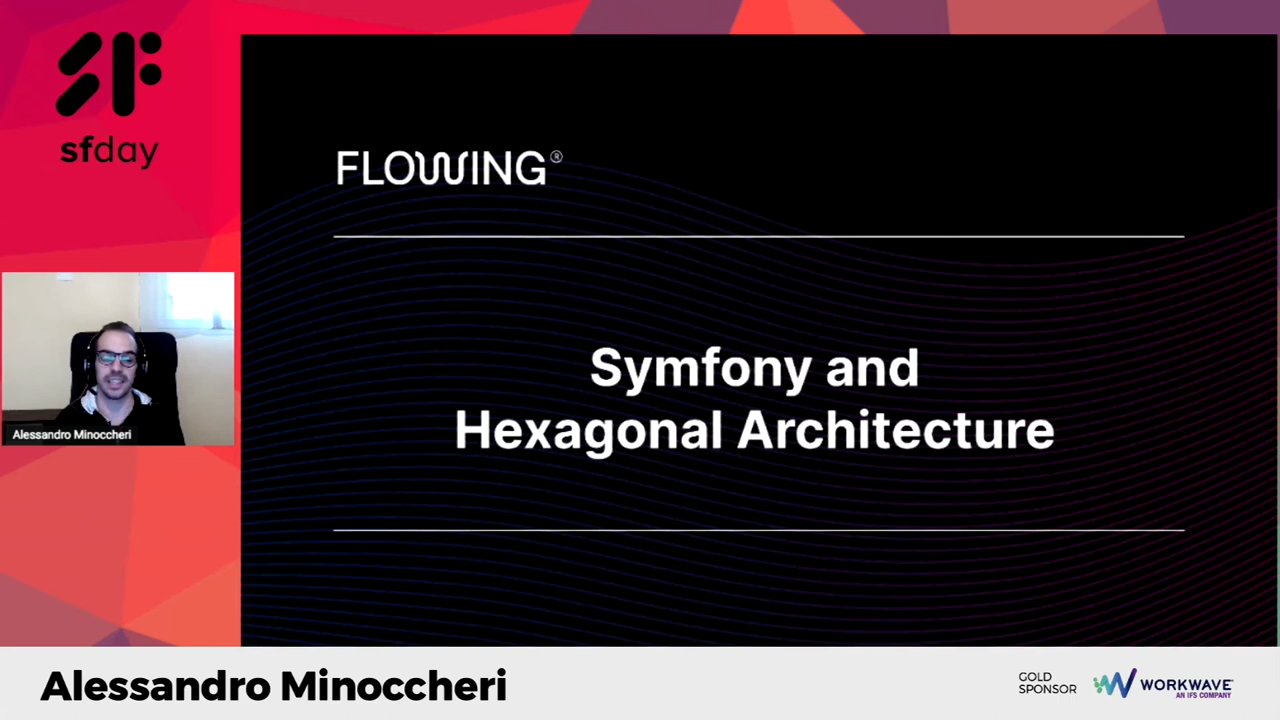 sfday
FLOWING®
Symfony and
Hexagonal Architecture
Alessandro Minoccheri
Alessandro Minoccheri
GOLD
SPONSOR
WORKWAVE
AN IFS COMPANY